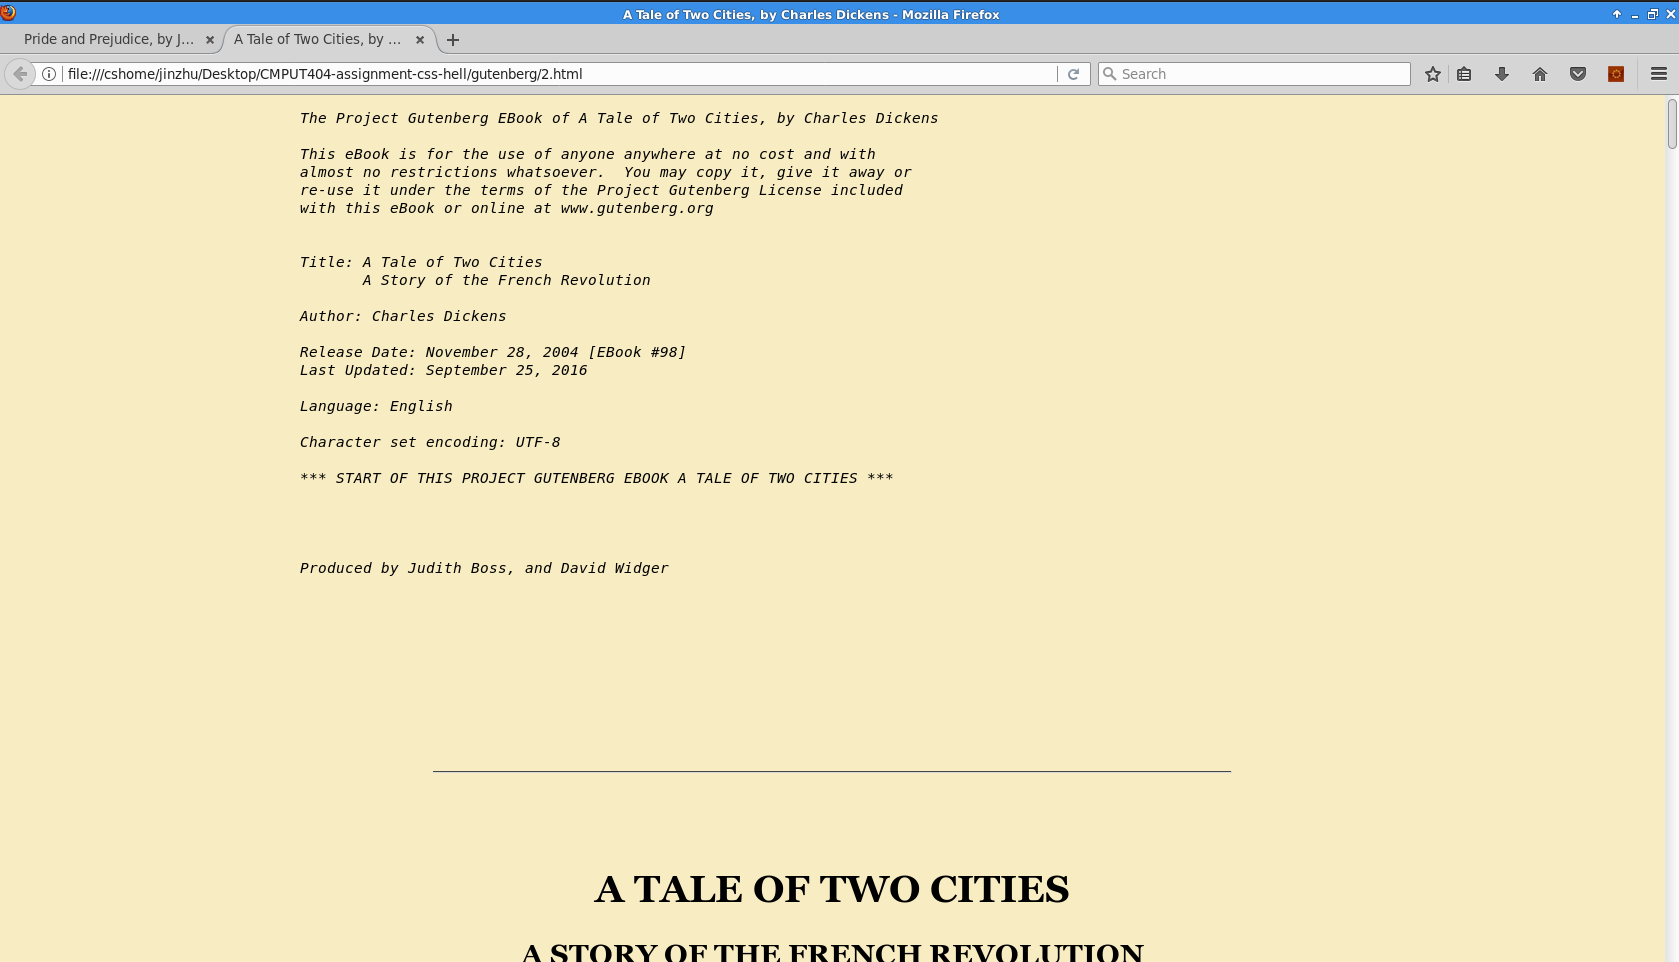 A Tale of Two Cities, by Charles Dickens - Mozilla Firefox
Pride and Prejudice, by J...
A Tale of Two Cities, by ...
file:///cshome/jinzhu/Desktop/CMPUT404-assignment-css-hell/gutenberg/2.html
Search
The Project Gutenberg EBook of A Tale of Two Cities, by Charles Dickens
This eBook is for the use of anyone anywhere at no cost and with
almost no restrictions whatsoever.  You may copy it, give it away or
re-use it under the terms of the Project Gutenberg License included
with this eBook or online at www.gutenberg.org
Title: A Tale of Two Cities
A Story of the French Revolution
Author: Charles Dickens
Release Date: November 28, 2004 [EBook #98]
Last Updated: September 25, 2016
Language: English
Character set encoding: UTF-8
*** START OF THIS PROJECT GUTENBERG EBOOK A TALE OF TWO CITIES ***
Produced by Judith Boss, and David Widger
A TALE OF TWO CITIES
A STORY OF THE FRENCH REVOLUTION